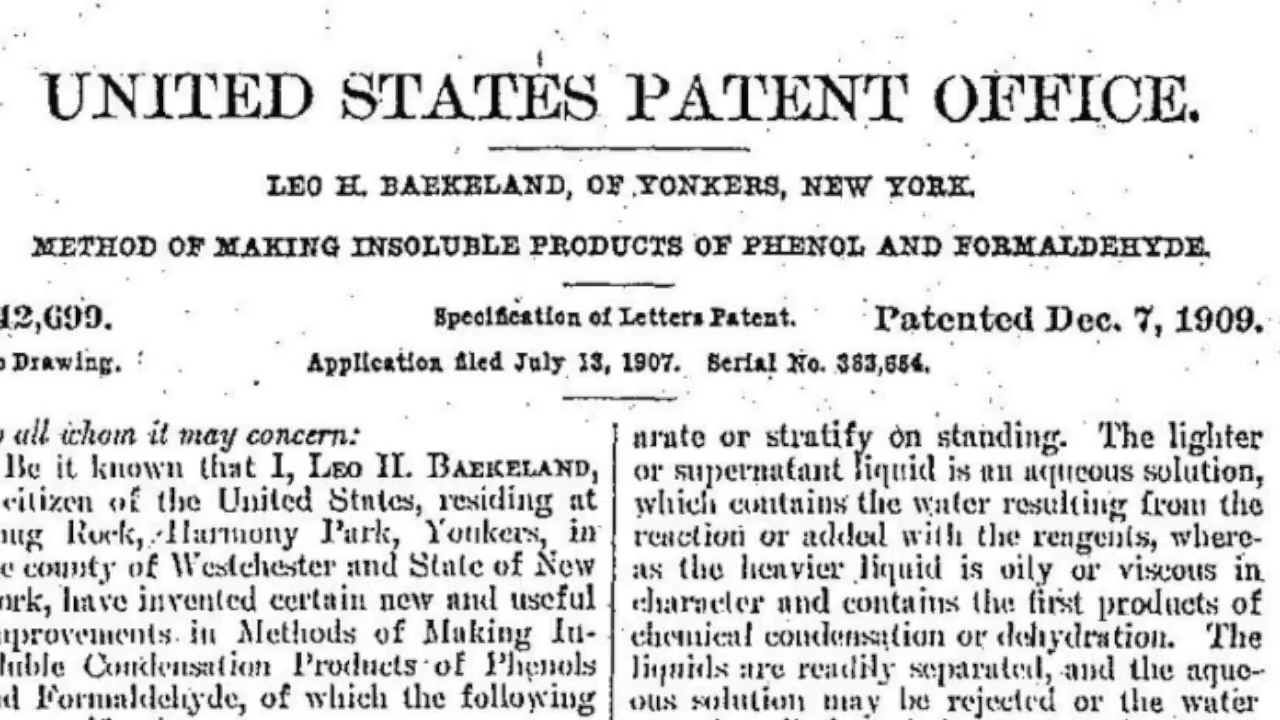 UNITED STATES PATENT OFFICE.
LEO H. BAEKELAND, OF YONKERS, NEW YORK.
METHOD OF MAKING INSOLUBLE PRODUCTS OF PHENOL AND FORMALDEHYDE.
42,699.
Specification of Letters Patent.
Patented Dec. 7, 1909.
Drawing.
Application filed July 13, 1907. Serial No. 383,684.
all whom it may concern:
Be it known that I, LEO H. BAEKELAND,
citizen of the United States, residing at
ug Rock, Harmony Park, Yonkers, in
e county of Westchester and State of New
ork, have invented certain new and useful
provements in Methods of Making In-
luble Condensation Products of Phenols
d Formaldehyde, of which the following
arate or stratify on standing. The lighter
or supernatant liquid is an aqueous solution,
which contains the water resulting from the
reaction or added with the reagents, where-
as the heavier liquid is oily or viscous in
character and contains the first products of
chemical condensation or dehydration. The
liquids are readily separated, and the aque-
ous solution may be rejected or the water